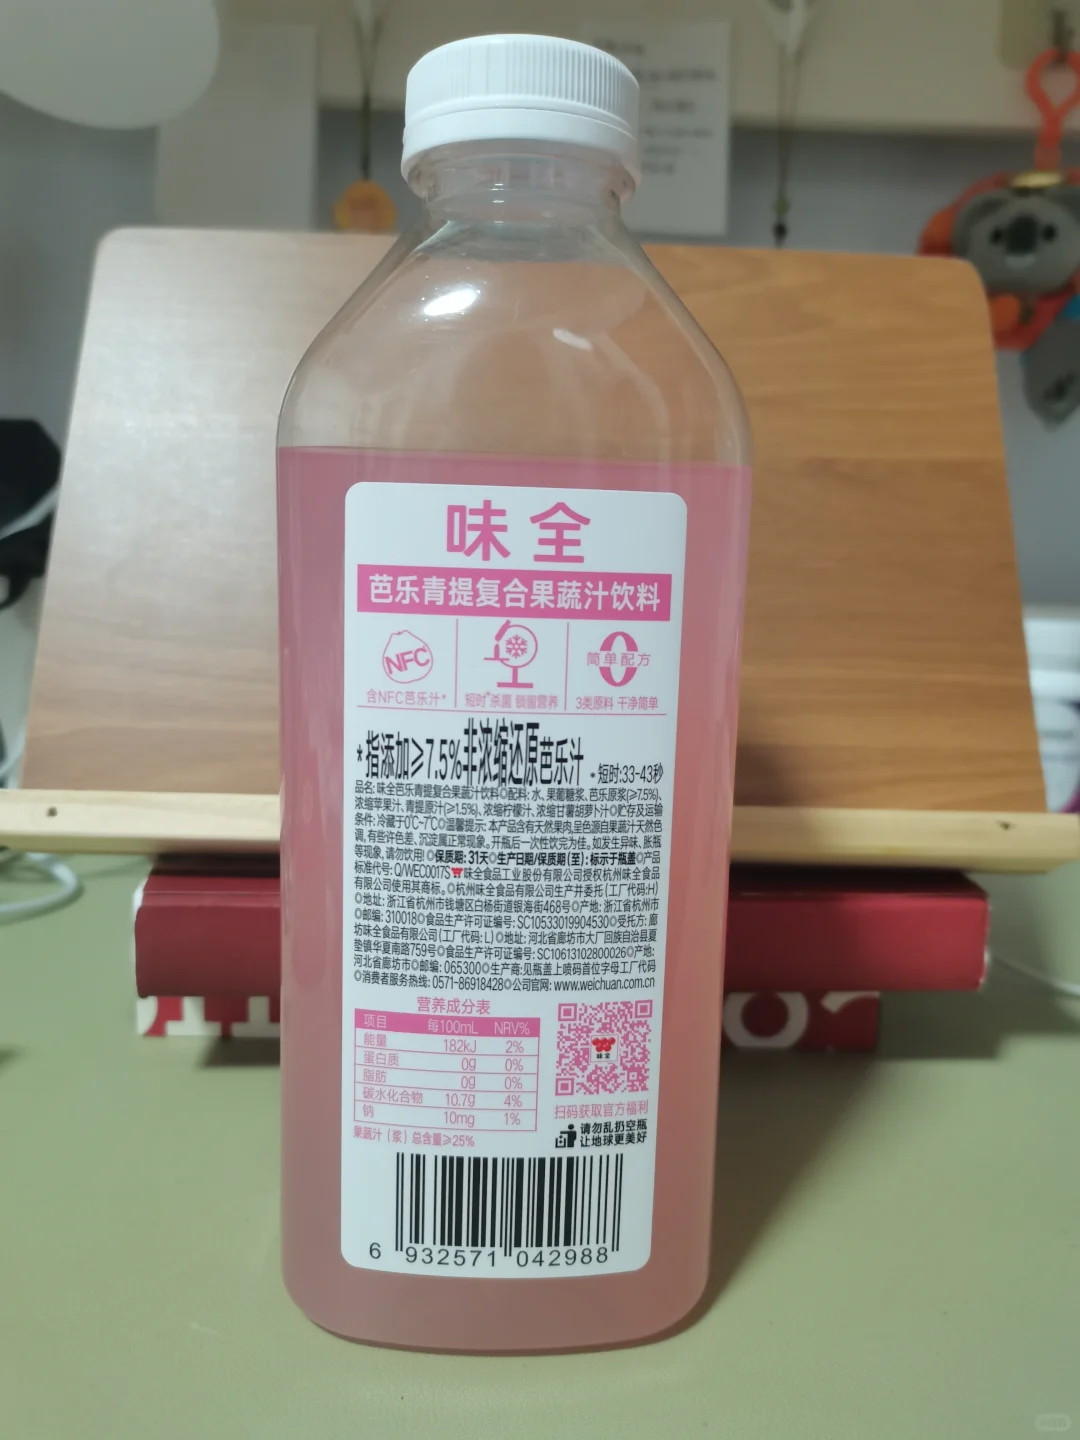 味全
芭乐青提复合果蔬汁饮料
NFC
简单配方
含NFC芭乐汁*
短时*杀菌 锁留营养
3类原料 干净简单
*指添加≥7.5%非浓缩还原芭乐汁 *短时:33-43秒
品名: 味全芭乐青提复合果蔬汁饮料◎配料: 水、果葡糖浆、芭乐原浆(≥7.5%)、
浓缩苹果汁、青提原汁(≥1.5%)、浓缩柠檬汁、浓缩甘薯胡萝卜汁◎贮存及运输
条件: 冷藏于0℃~7℃◎温馨提示: 本产品含有天然果肉,呈色源自果蔬汁天然色
调,有些许色差、沉淀属正常现象。开瓶后一次性饮完为佳。如发生异味、胀瓶
等现象,请勿饮用!◎保质期: 31天◎生产日期/保质期(至): 标示于瓶盖◎产品
标准代号: Q/WEC0017S 味全食品工业股份有限公司授权杭州味全食品
有限公司使用其商标。◎杭州味全食品有限公司生产并委托(工厂代码:H)
◎地址: 浙江省杭州市钱塘区白杨街道银海街468号◎产地: 浙江省杭州市
◎邮编: 310018◎食品生产许可证编号: SC10533019904530◎受托方: 廊
坊味全食品有限公司(工厂代码: L)◎地址: 河北省廊坊市大厂回族自治县夏
垫镇华夏南路759号◎食品生产许可证编号: SC10613102800026◎产地:
河北省廊坊市◎邮编: 065300◎生产商:见瓶盖上喷码首位字母工厂代码
◎消费者服务热线: 0571-86918428◎公司官网: www.weichuan.com.cn
营养成分表
项目 每100mL NRV%
能量 182kJ 2%
蛋白质 0g 0%
脂肪 0g 0%
碳水化合物 10.7g 4%
钠 10mg 1%
果蔬汁(浆)总含量≥25%
味全
扫码获取官方福利
请勿乱扔空瓶
让地球更美好
6 932571 042988